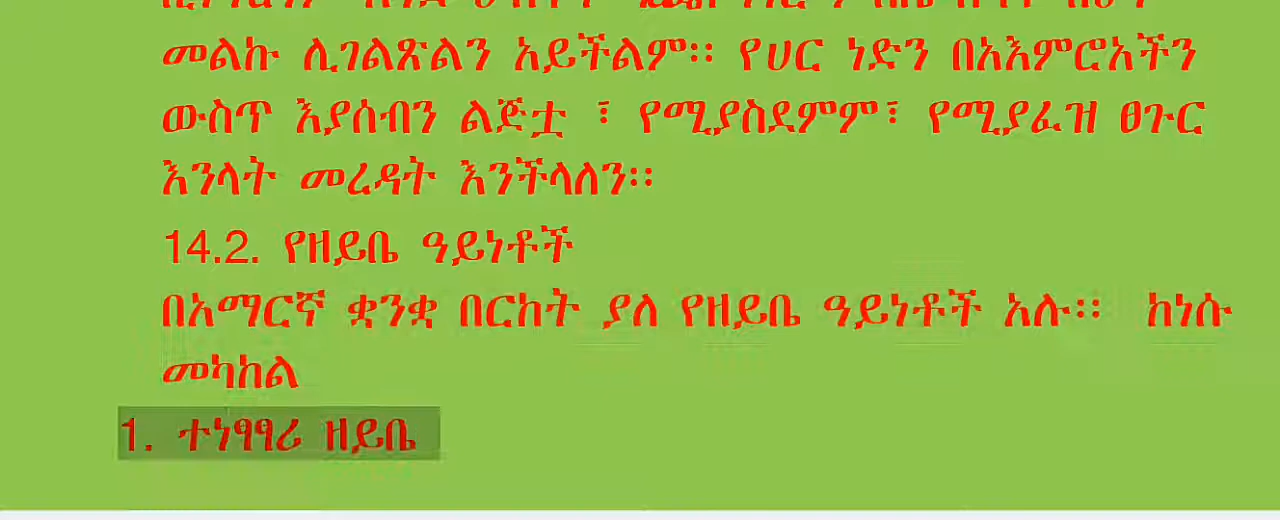 መልኩ ሊገልጽልን አይችልም፡፡ የሀር ነድን በአእምሮአችን
ውስጥ እያሰብን ልጅቷ ፣ የሚያስደምም፣ የሚያፈዝ ፀጉር
እንላት መረዳት እንችላለን፡፡
14.2. የዘይቤ ዓይነቶች
በአማርኛ ቋንቋ በርከት ያለ የዘይቤ ዓይነቶች አሉ፡፡ ከነሱ
መካከል
1. ተነፃፃሪ ዘይቤ